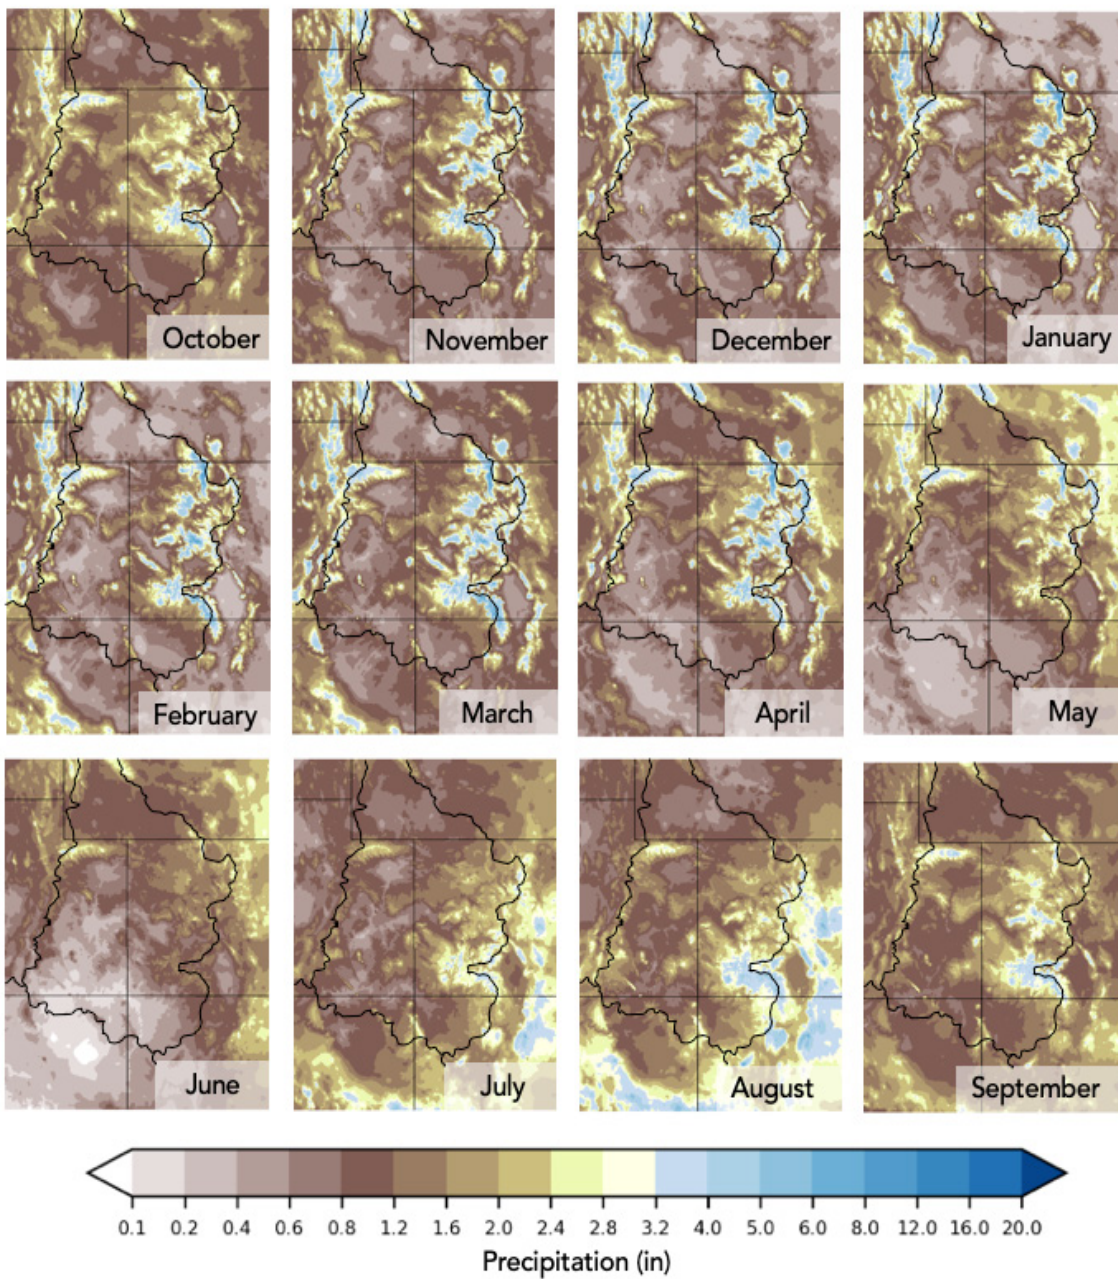 October
November
December
January
February
March
April
May
June
July
August
September
0.1 0.2 0.4 0.6 0.8 1.2 1.6 2.0 2.4 2.8 3.2 4.0 5.0 6.0 8.0 12.0 16.0 20.0
Precipitation (in)